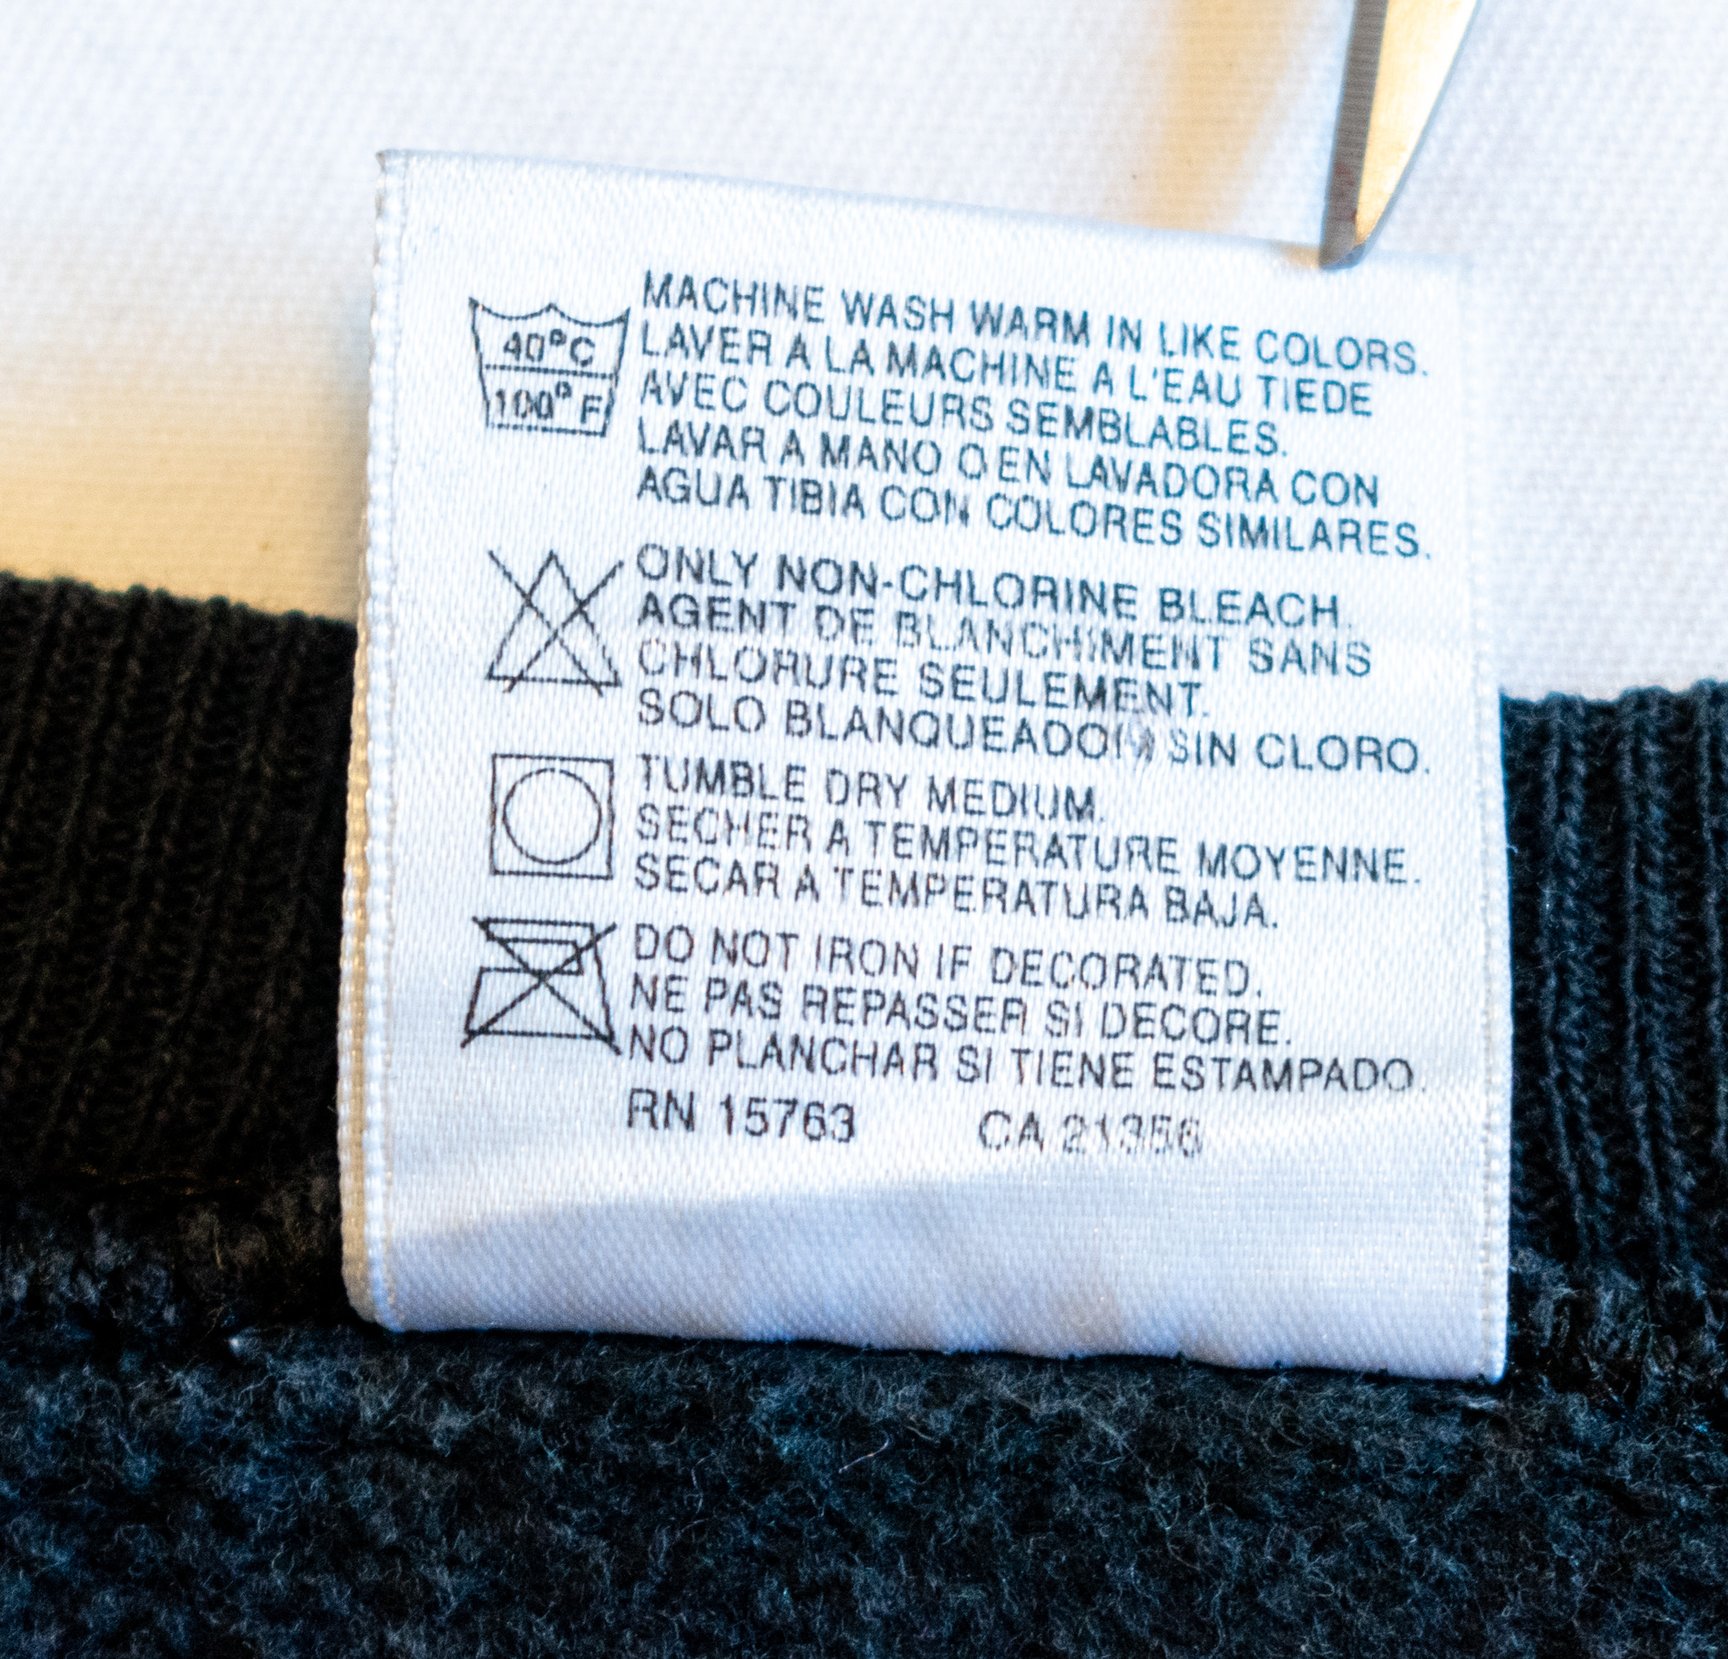 40°C
100°F
MACHINE WASH WARM IN LIKE COLORS.
LAVER A LA MACHINE A L'EAU TIEDE
AVEC COULEURS SEMBLABLES.
LAVAR A MANO O EN LAVADORA CON
AGUA TIBIA CON COLORES SIMILARES.
ONLY NON-CHLORINE BLEACH.
AGENT DE BLANCHIMENT SANS
CHLORURE SEULEMENT.
SOLO SIN CLORO.
TUMBLE DRY MEDIUM.
SECHER A TEMPERATURE MOYENNE.
SECAR A TEMPERATURA BAJA.
DO NOT IRON IF DECORATED.
NE PAS REPASSER SI DECORE.
NO PLANCHAR SI TIENE ESTAMPADO.
RN 15763 CA 21356